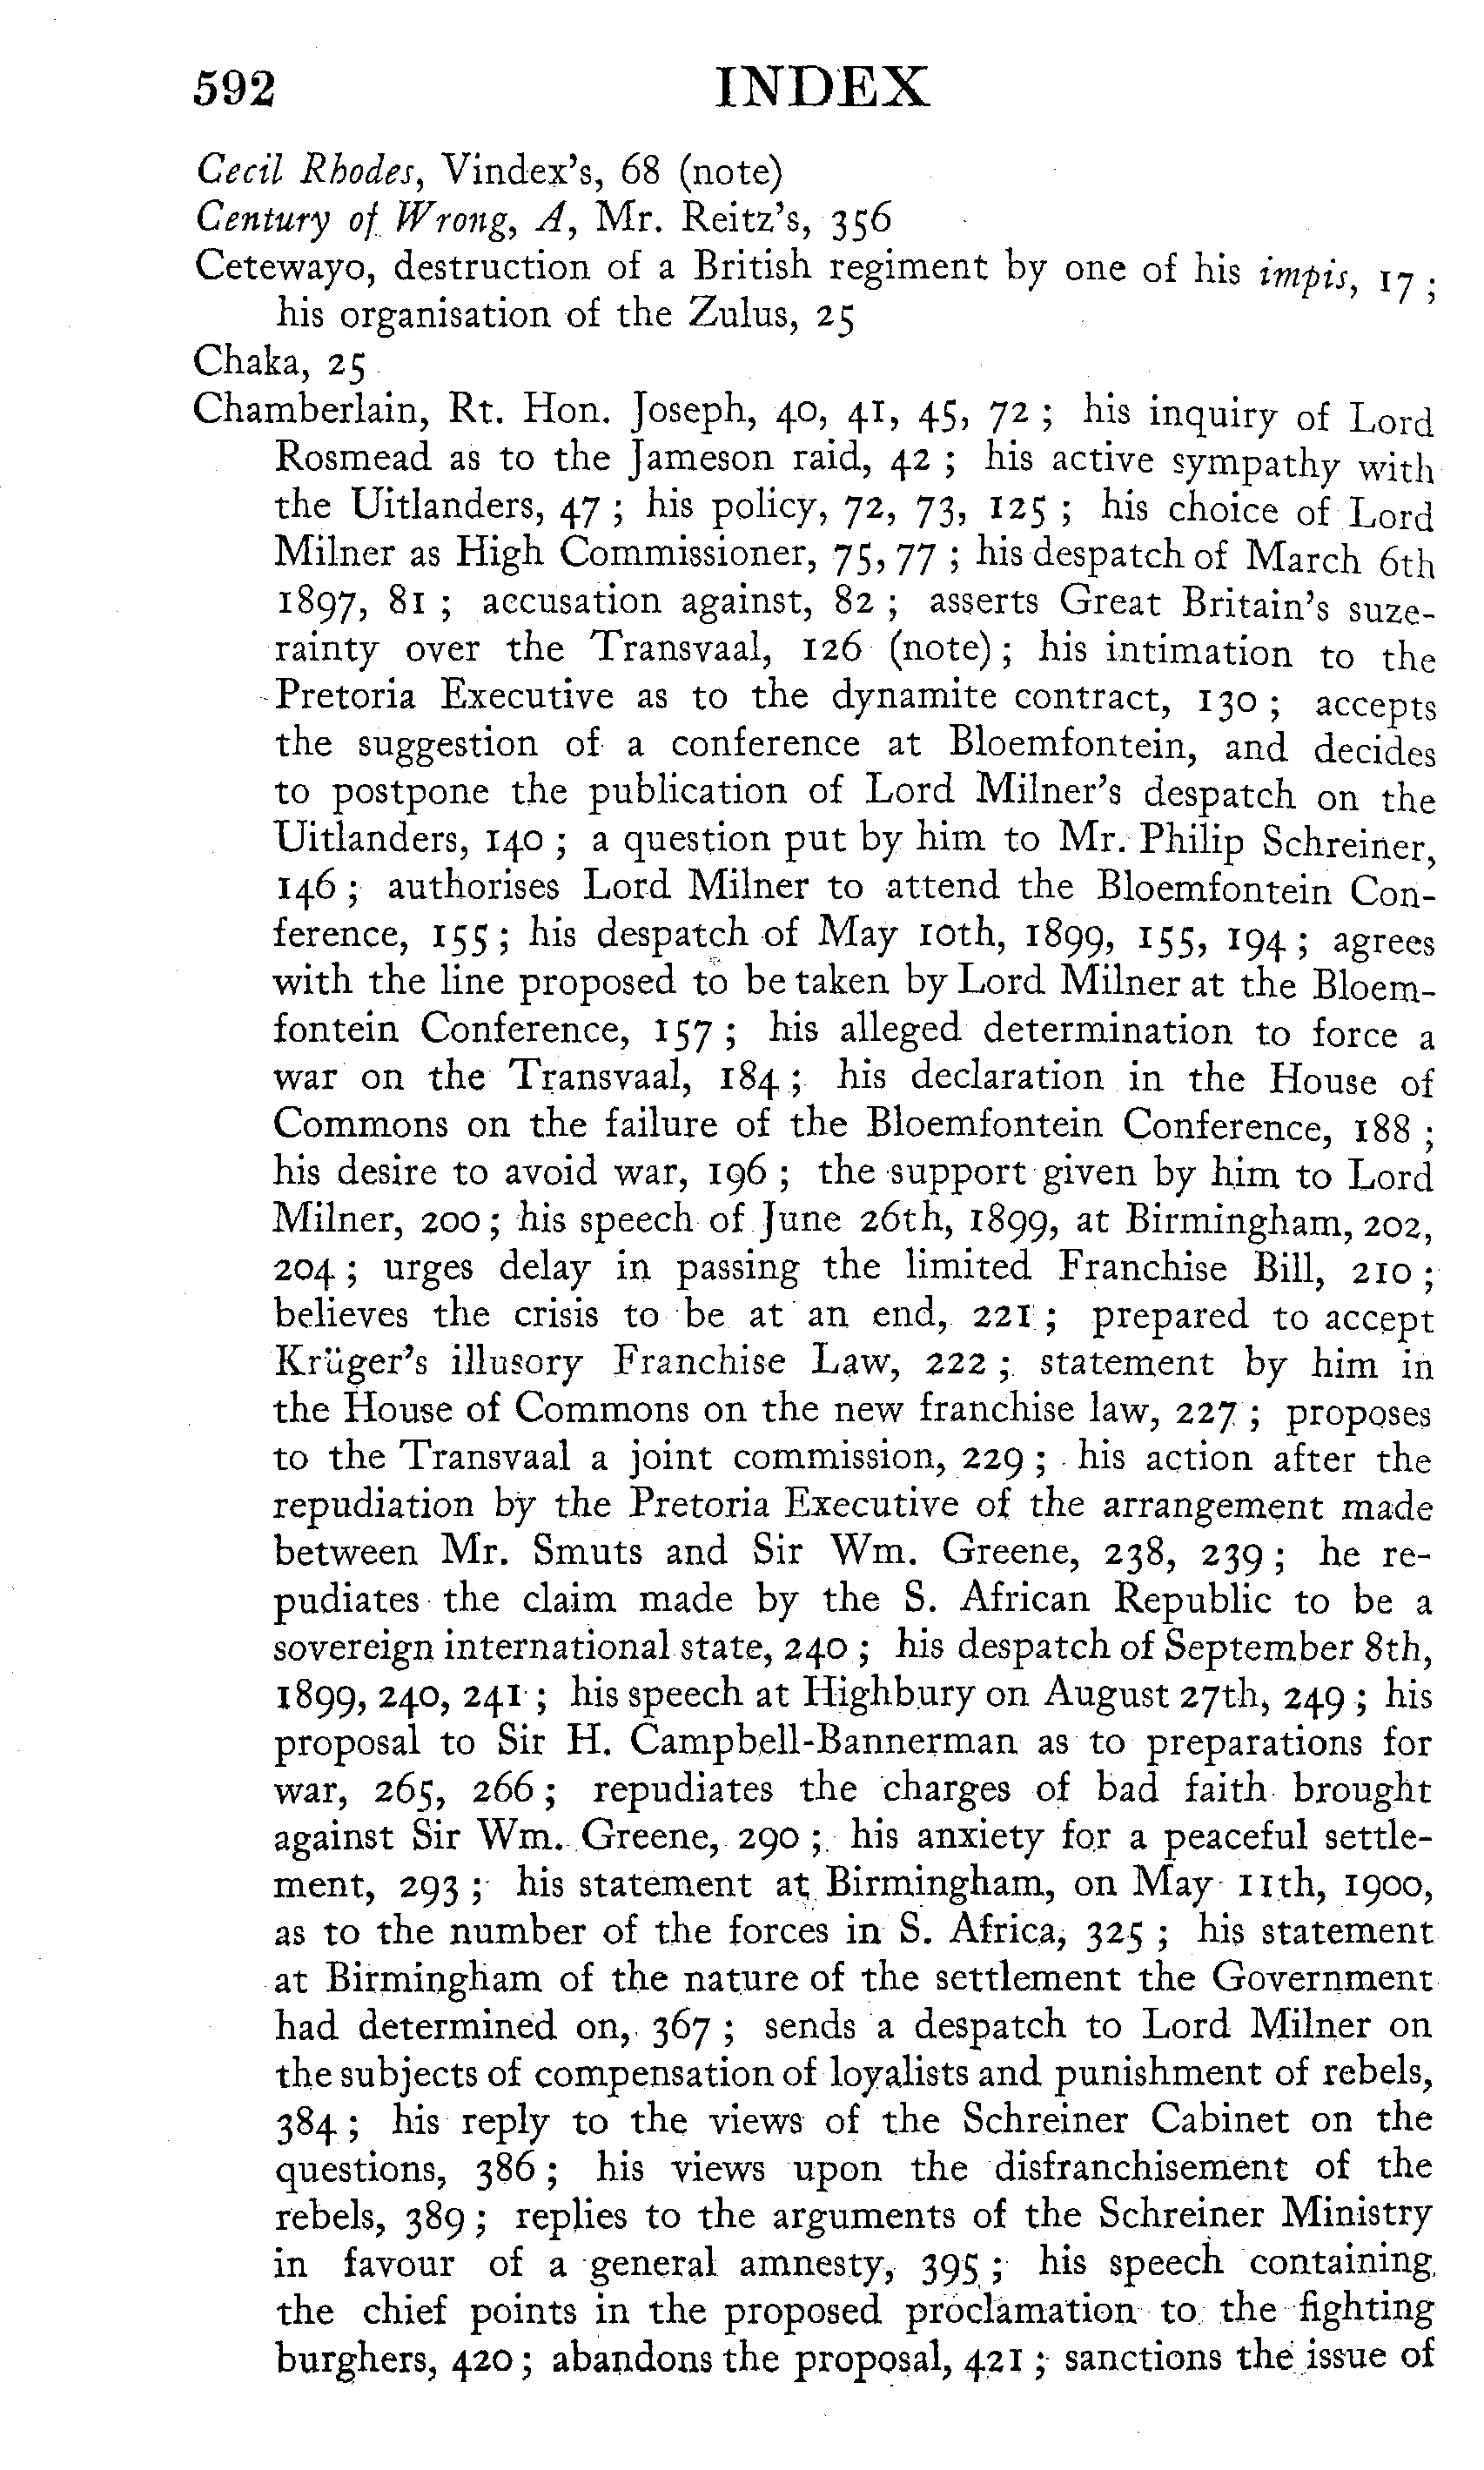 592 INDEX
Cecil Rhodes, Vindex's, 68 (note)
Century of Wrong, A, Mr. Reitz's, 356
Cetewayo, destruction of a British regiment by one of his impis, 17 ;
his organisation of the Zulus, 25
Chaka, 25
Chamberlain, Rt. Hon. Joseph, 40, 41, 45, 72 ; his inquiry of Lord
Rosmead as to the Jameson raid, 42 ; his active sympathy with
the Uitlanders, 47 ; his policy, 72, 73, 125 ; his choice of Lord
Milner as High Commissioner, 75, 77 ; his despatch of March 6th
1897, 81 ; accusation against, 82 ; asserts Great Britain's suze-
rainty over the Transvaal, 126 (note) ; his intimation to the
Pretoria Executive as to the dynamite contract, 130 ; accepts
the suggestion of a conference at Bloemfontein, and decides
to postpone the publication of Lord Milner's despatch on the
Uitlanders, 140 ; a question put by him to Mr. Philip Schreiner,
146 ; authorises Lord Milner to attend the Bloemfontein Con-
ference, 155 ; his despatch of May 10th, 1899, 155, 194 ; agrees
with the line proposed to be taken by Lord Milner at the Bloem-
fontein Conference, 157 ; his alleged determination to force a
war on the Transvaal, 184 ; his declaration in the House of
Commons on the failure of the Bloemfontein Conference, 188 ;
his desire to avoid war, 196 ; the support given by him to Lord
Milner, 200 ; his speech of June 26th, 1899, at Birmingham, 202,
204 ; urges delay in passing the limited Franchise Bill, 210 ;
believes the crisis to be at an end, 221 ; prepared to accept
Krüger's illusory Franchise Law, 222 ; statement by him in
the House of Commons on the new franchise law, 227 ; proposes
to the Transvaal a joint commission, 229 ; his action after the
repudiation by the Pretoria Executive of the arrangement made
between Mr. Smuts and Sir Wm. Greene, 238, 239 ; he re-
pudiates the claim made by the S. African Republic to be a
sovereign international state, 240 ; his despatch of September 8th,
1899, 240, 241 ; his speech at Highbury on August 27th, 249 ; his
proposal to Sir H. Campbell-Bannerman as to preparations for
war, 265, 266 ; repudiates the charges of bad faith brought
against Sir Wm. Greene, 290 ; his anxiety for a peaceful settle-
ment, 293 ; his statement at Birmingham, on May 11th, 1900,
as to the number of the forces in S. Africa, 325 ; his statement
at Birmingham of the nature of the settlement the Government
had determined on, 367 ; sends a despatch to Lord Milner on
the subjects of compensation of loyalists and punishment of rebels,
384 ; his reply to the views of the Schreiner Cabinet on the
questions, 386 ; his views upon the disfranchisement of the
rebels, 389 ; replies to the arguments of the Schreiner Ministry
in favour of a general amnesty, 395 ; his speech containing
the chief points in the proposed proclamation to the fighting
burghers, 420 ; abandons the proposal, 421 ; sanctions the issue of